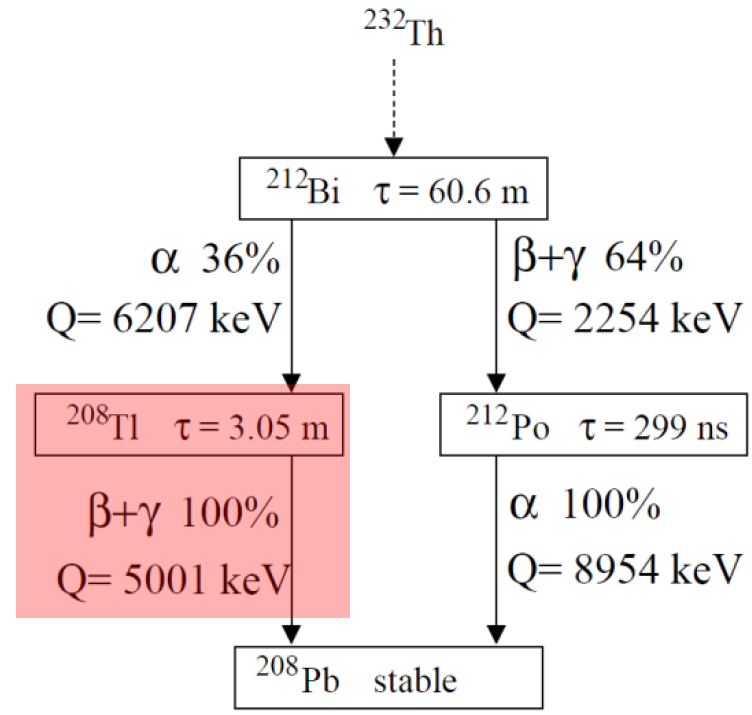 ²³²Th
²¹²Bi τ = 60.6 m
α 36%
Q= 6207 keV
β+γ 64%
Q= 2254 keV
²⁰⁸Tl τ = 3.05 m
²¹²Po τ = 299 ns
β+γ 100%
Q= 5001 keV
α 100%
Q= 8954 keV
²⁰⁸Pb stable